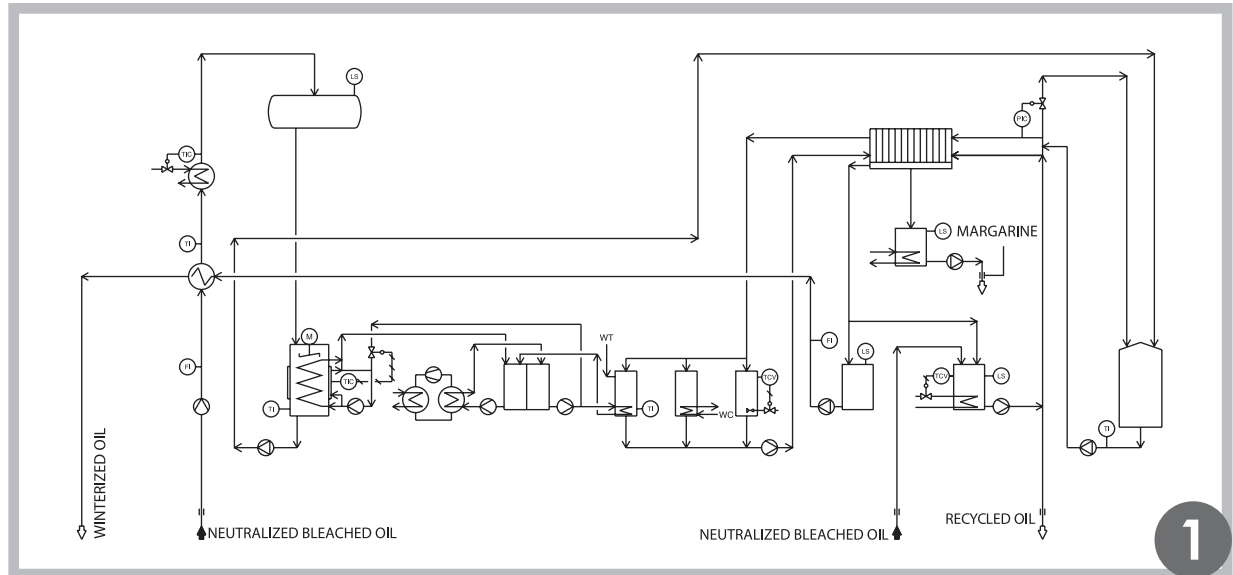 LS
TIC
PIC
TI
LS
MARGARINE
M
WT
FI
LS
FI
TIC
TCV
TCV
LS
TI
TI
WC
TI
WINTERIZED OIL
NEUTRALIZED BLEACHED OIL
NEUTRALIZED BLEACHED OIL
RECYCLED OIL
1